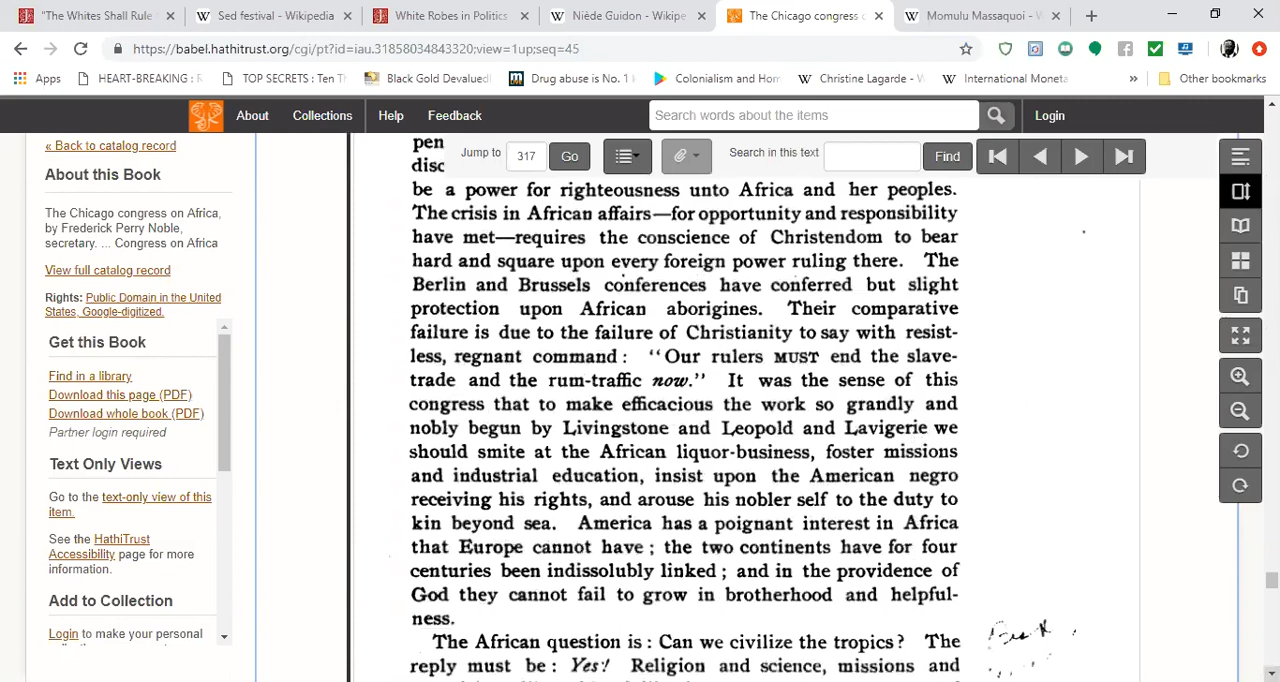 "The Whites Shall Rule
Sed festival - Wikipedia
White Robes in Politics
Niède Guidon - Wikipe
The Chicago congress o
Momulu Massaquoi - W
https://babel.hathitrust.org/cgi/pt?id=iau.31858034843320;view=1up;seq=45
Apps
HEART-BREAKING : R
TOP SECRETS : Ten Th
Black Gold Devalued
Drug abuse is No. 1 k
Colonialism and Hom
Christine Lagarde - W
International Moneta
»
Other bookmarks
About
Collections
Help
Feedback
Search words about the items
Login
« Back to catalog record
About this Book
The Chicago congress on Africa,
by Frederick Perry Noble,
secretary. ... Congress on Africa
View full catalog record
Rights: Public Domain in the United
States, Google-digitized.
Get this Book
Find in a library
Download this page (PDF)
Download whole book (PDF)
Partner login required
Text Only Views
Go to the text-only view of this
item.
See the HathiTrust
Accessibility page for more
information.
Add to Collection
Login to make your personal
Jump to
317
Go
Search in this text
Find
pen
disc
be a power for righteousness unto Africa and her peoples.
The crisis in African affairs—for opportunity and responsibility
have met—requires the conscience of Christendom to bear
hard and square upon every foreign power ruling there. The
Berlin and Brussels conferences have conferred but slight
protection upon African aborigines. Their comparative
failure is due to the failure of Christianity to say with resist-
less, regnant command : "Our rulers MUST end the slave-
trade and the rum-traffic now." It was the sense of this
congress that to make efficacious the work so grandly and
nobly begun by Livingstone and Leopold and Lavigerie we
should smite at the African liquor-business, foster missions
and industrial education, insist upon the American negro
receiving his rights, and arouse his nobler self to the duty to
kin beyond sea. America has a poignant interest in Africa
that Europe cannot have ; the two continents have for four
centuries been indissolubly linked ; and in the providence of
God they cannot fail to grow in brotherhood and helpful-
ness.
The African question is : Can we civilize the tropics ? The
reply must be : Yes! Religion and science, missions and